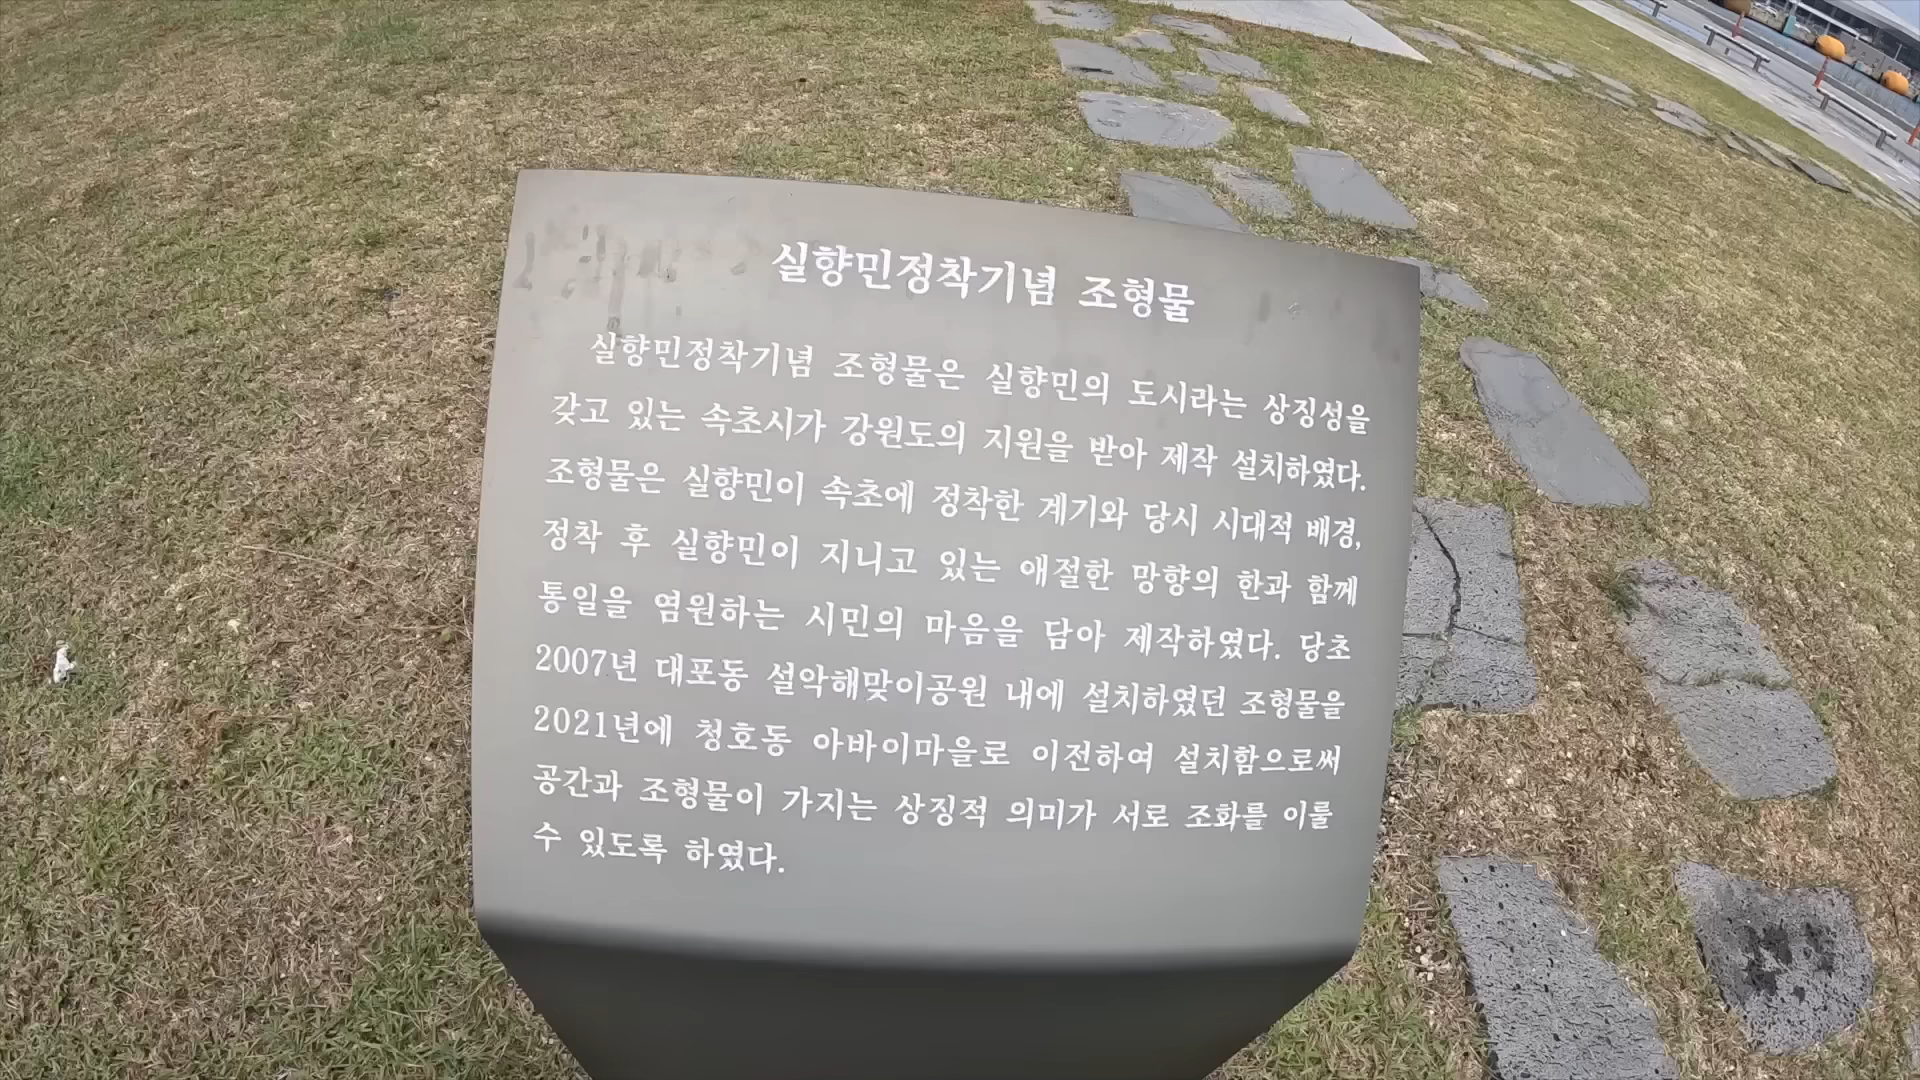 실향민정착기념 조형물
실향민정착기념 조형물은 실향민의 도시라는 상징성을
갖고 있는 속초시가 강원도의 지원을 받아 제작 설치하였다.
조형물은 실향민이 속초에 정착한 계기와 당시 시대적 배경,
정착 후 실향민이 지니고 있는 애절한 망향의 한과 함께
통일을 염원하는 시민의 마음을 담아 제작하였다. 당초
2007년 대포동 설악해맞이공원 내에 설치하였던 조형물을
2021년에 청호동 아바이마을로 이전하여 설치함으로써
공간과 조형물이 가지는 상징적 의미가 서로 조화를 이룰
수 있도록 하였다.